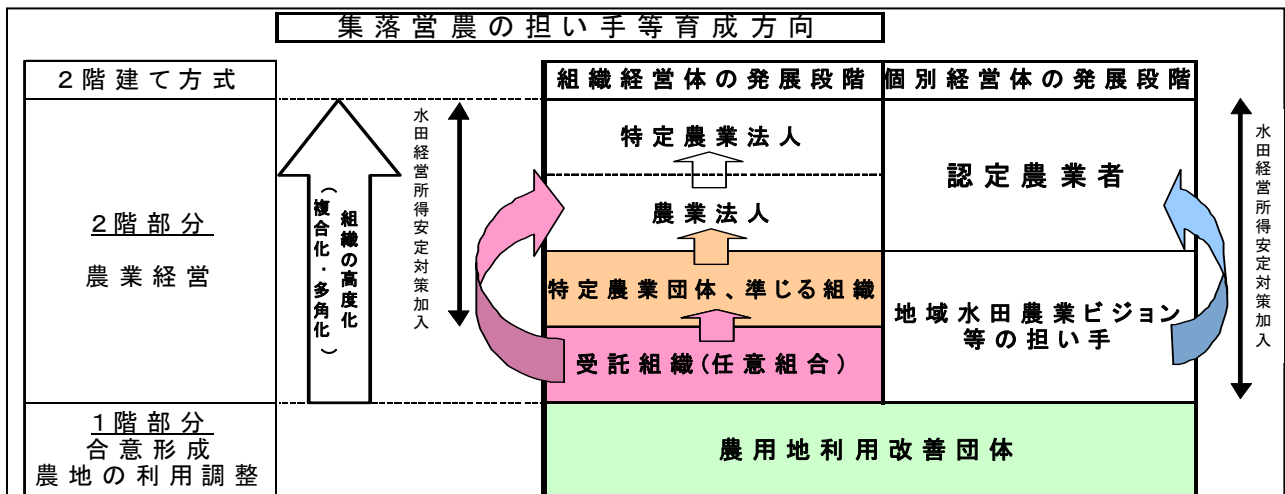 集落営農の担い手等育成方向
2階建て方式
組織経営体の発展段階
個別経営体の発展段階
2階部分
農業経営
組織の高度化
(複合化・多角化)
水田経営所得安定対策加入
特定農業法人
農業法人
特定農業団体、準じる組織
受託組織(任意組合)
認定農業者
地域水田農業ビジョン
等の担い手
水田経営所得安定対策加入
1階部分
合意形成
農地の利用調整
農用地利用改善団体